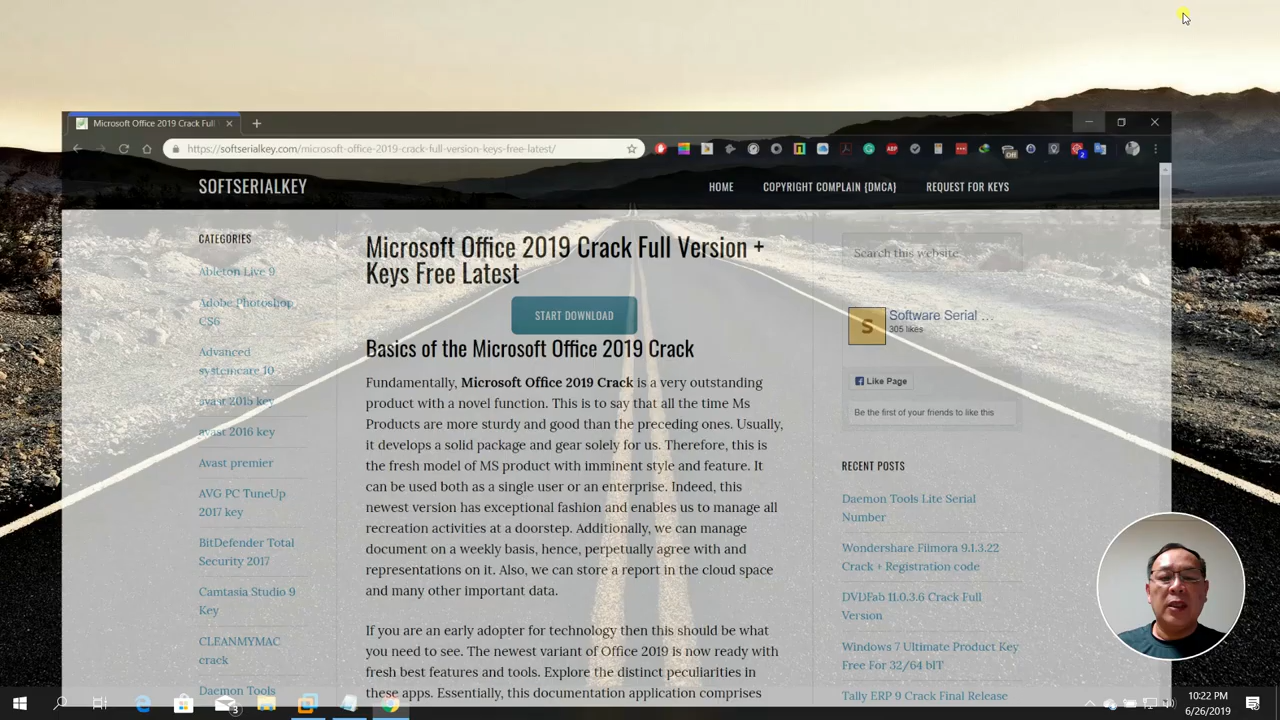 Microsoft Office 2019 Crack Full
https://softserialkey.com/microsoft-office-2019-crack-full-version-keys-free-latest/
SOFTSERIALKEY
HOME
COPYRIGHT COMPLAIN {DMCA}
REQUEST FOR KEYS
CATEGORIES
Ableton Live 9
Adobe Photoshop
CS6
Advanced
systemcare 10
avast 2015 key
avast 2016 key
Avast premier
AVG PC TuneUp
2017 key
BitDefender Total
Security 2017
Camtasia Studio 9
Key
CLEANMYMAC
crack
Daemon Tools
Microsoft Office 2019 Crack Full Version +
Keys Free Latest
START DOWNLOAD
Basics of the Microsoft Office 2019 Crack
Fundamentally, Microsoft Office 2019 Crack is a very outstanding
product with a novel function. This is to say that all the time Ms
Products are more sturdy and good than the preceding ones. Usually,
it develops a solid package and gear solely for us. Therefore, this is
the fresh model of MS product with imminent style and feature. It
can be used both as a single user or an enterprise. Indeed, this
newest version has exceptional fashion and enables us to manage all
recreation activities at a doorstep. Additionally, we can manage
document on a weekly basis, hence, perpetually agree with and
representations on it. Also, we can store a report in the cloud space
and many other important data.
If you are an early adopter for technology then this should be what
you need to see. The newest variant of Office 2019 is now ready with
fresh best features and tools. Explore the distinct peculiarities in
these apps. Essentially, this documentation application comprises
Search this website
S
Software Serial ...
305 likes
Like Page
Be the first of your friends to like this
RECENT POSTS
Daemon Tools Lite Serial
Number
Wondershare Filmora 9.1.3.22
Crack + Registration code
DVDFab 11.0.3.6 Crack Full
Version
Windows 7 Ultimate Product Key
Free For 32/64 bIT
Tally ERP 9 Crack Final Release
3
10:22 PM
6/26/2019